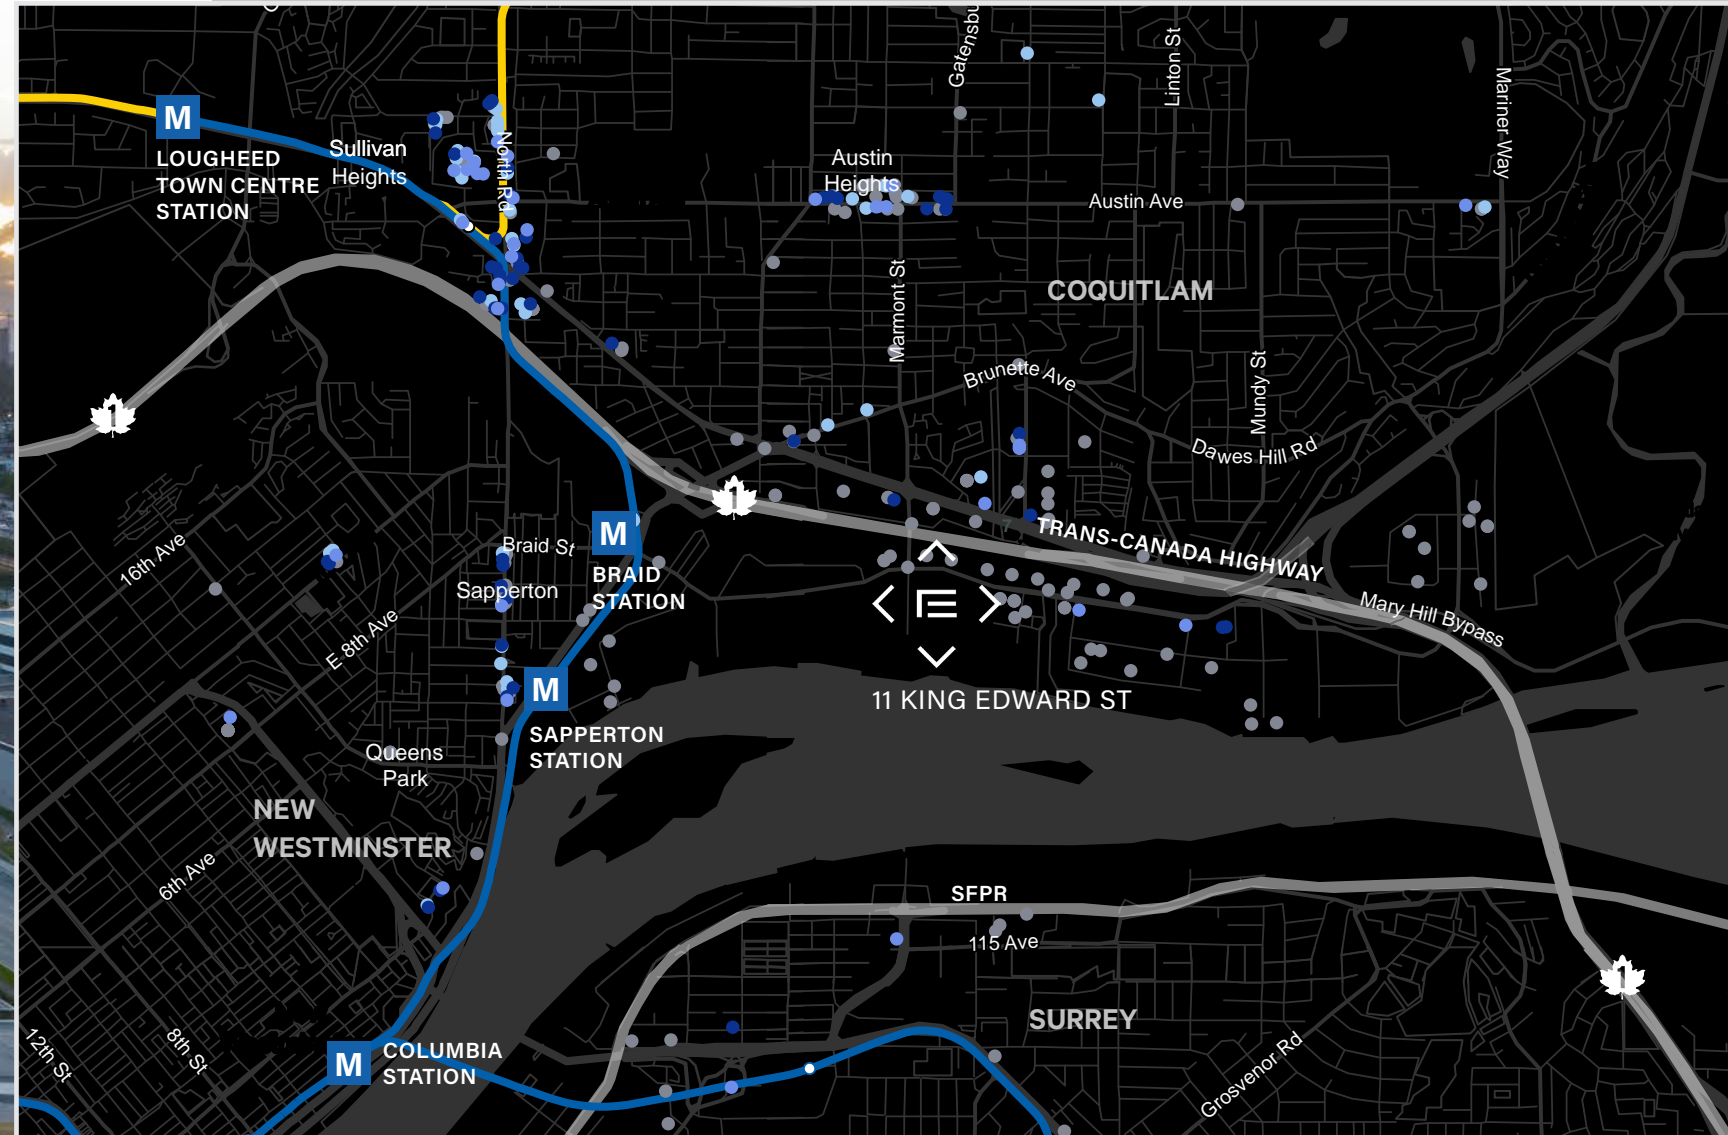 Gatensbu
Linton St
Mariner Way
M
LOUGHEED
TOWN CENTRE
STATION
Sullivan
Heights
North Rd
Austin
Heights
Austin Ave
COQUITLAM
Marmont St
Brunette Ave
Mundy St
Dawes Hill Rd
1
1
7
TRANS-CANADA HIGHWAY
16th Ave
Braid St
M
BRAID
STATION
Sapperton
E 8th Ave
Mary Hill Bypass
M
SAPPERTON
STATION
11 KING EDWARD ST
Queens
Park
NEW
WESTMINSTER
6th Ave
SFPR
115 Ave
1
SURREY
12th St
8th St
M
COLUMBIA
STATION
Grosvenor Rd